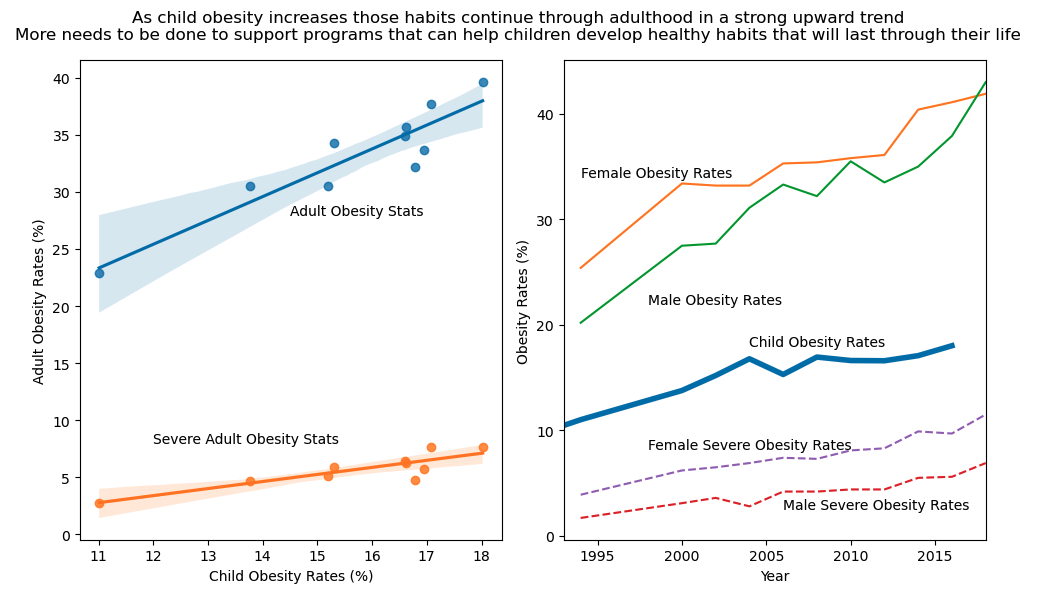 As child obesity increases those habits continue through adulthood in a strong upward trend
More needs to be done to support programs that can help children develop healthy habits that will last through their life
40
35
30
25
20
15
10
5
0
Adult Obesity Rates (%)
Adult Obesity Stats
Severe Adult Obesity Stats
11 12 13 14 15 16 17 18
Child Obesity Rates (%)
40
30
20
10
0
Obesity Rates (%)
Female Obesity Rates
Male Obesity Rates
Child Obesity Rates
Female Severe Obesity Rates
Male Severe Obesity Rates
1995 2000 2005 2010 2015
Year